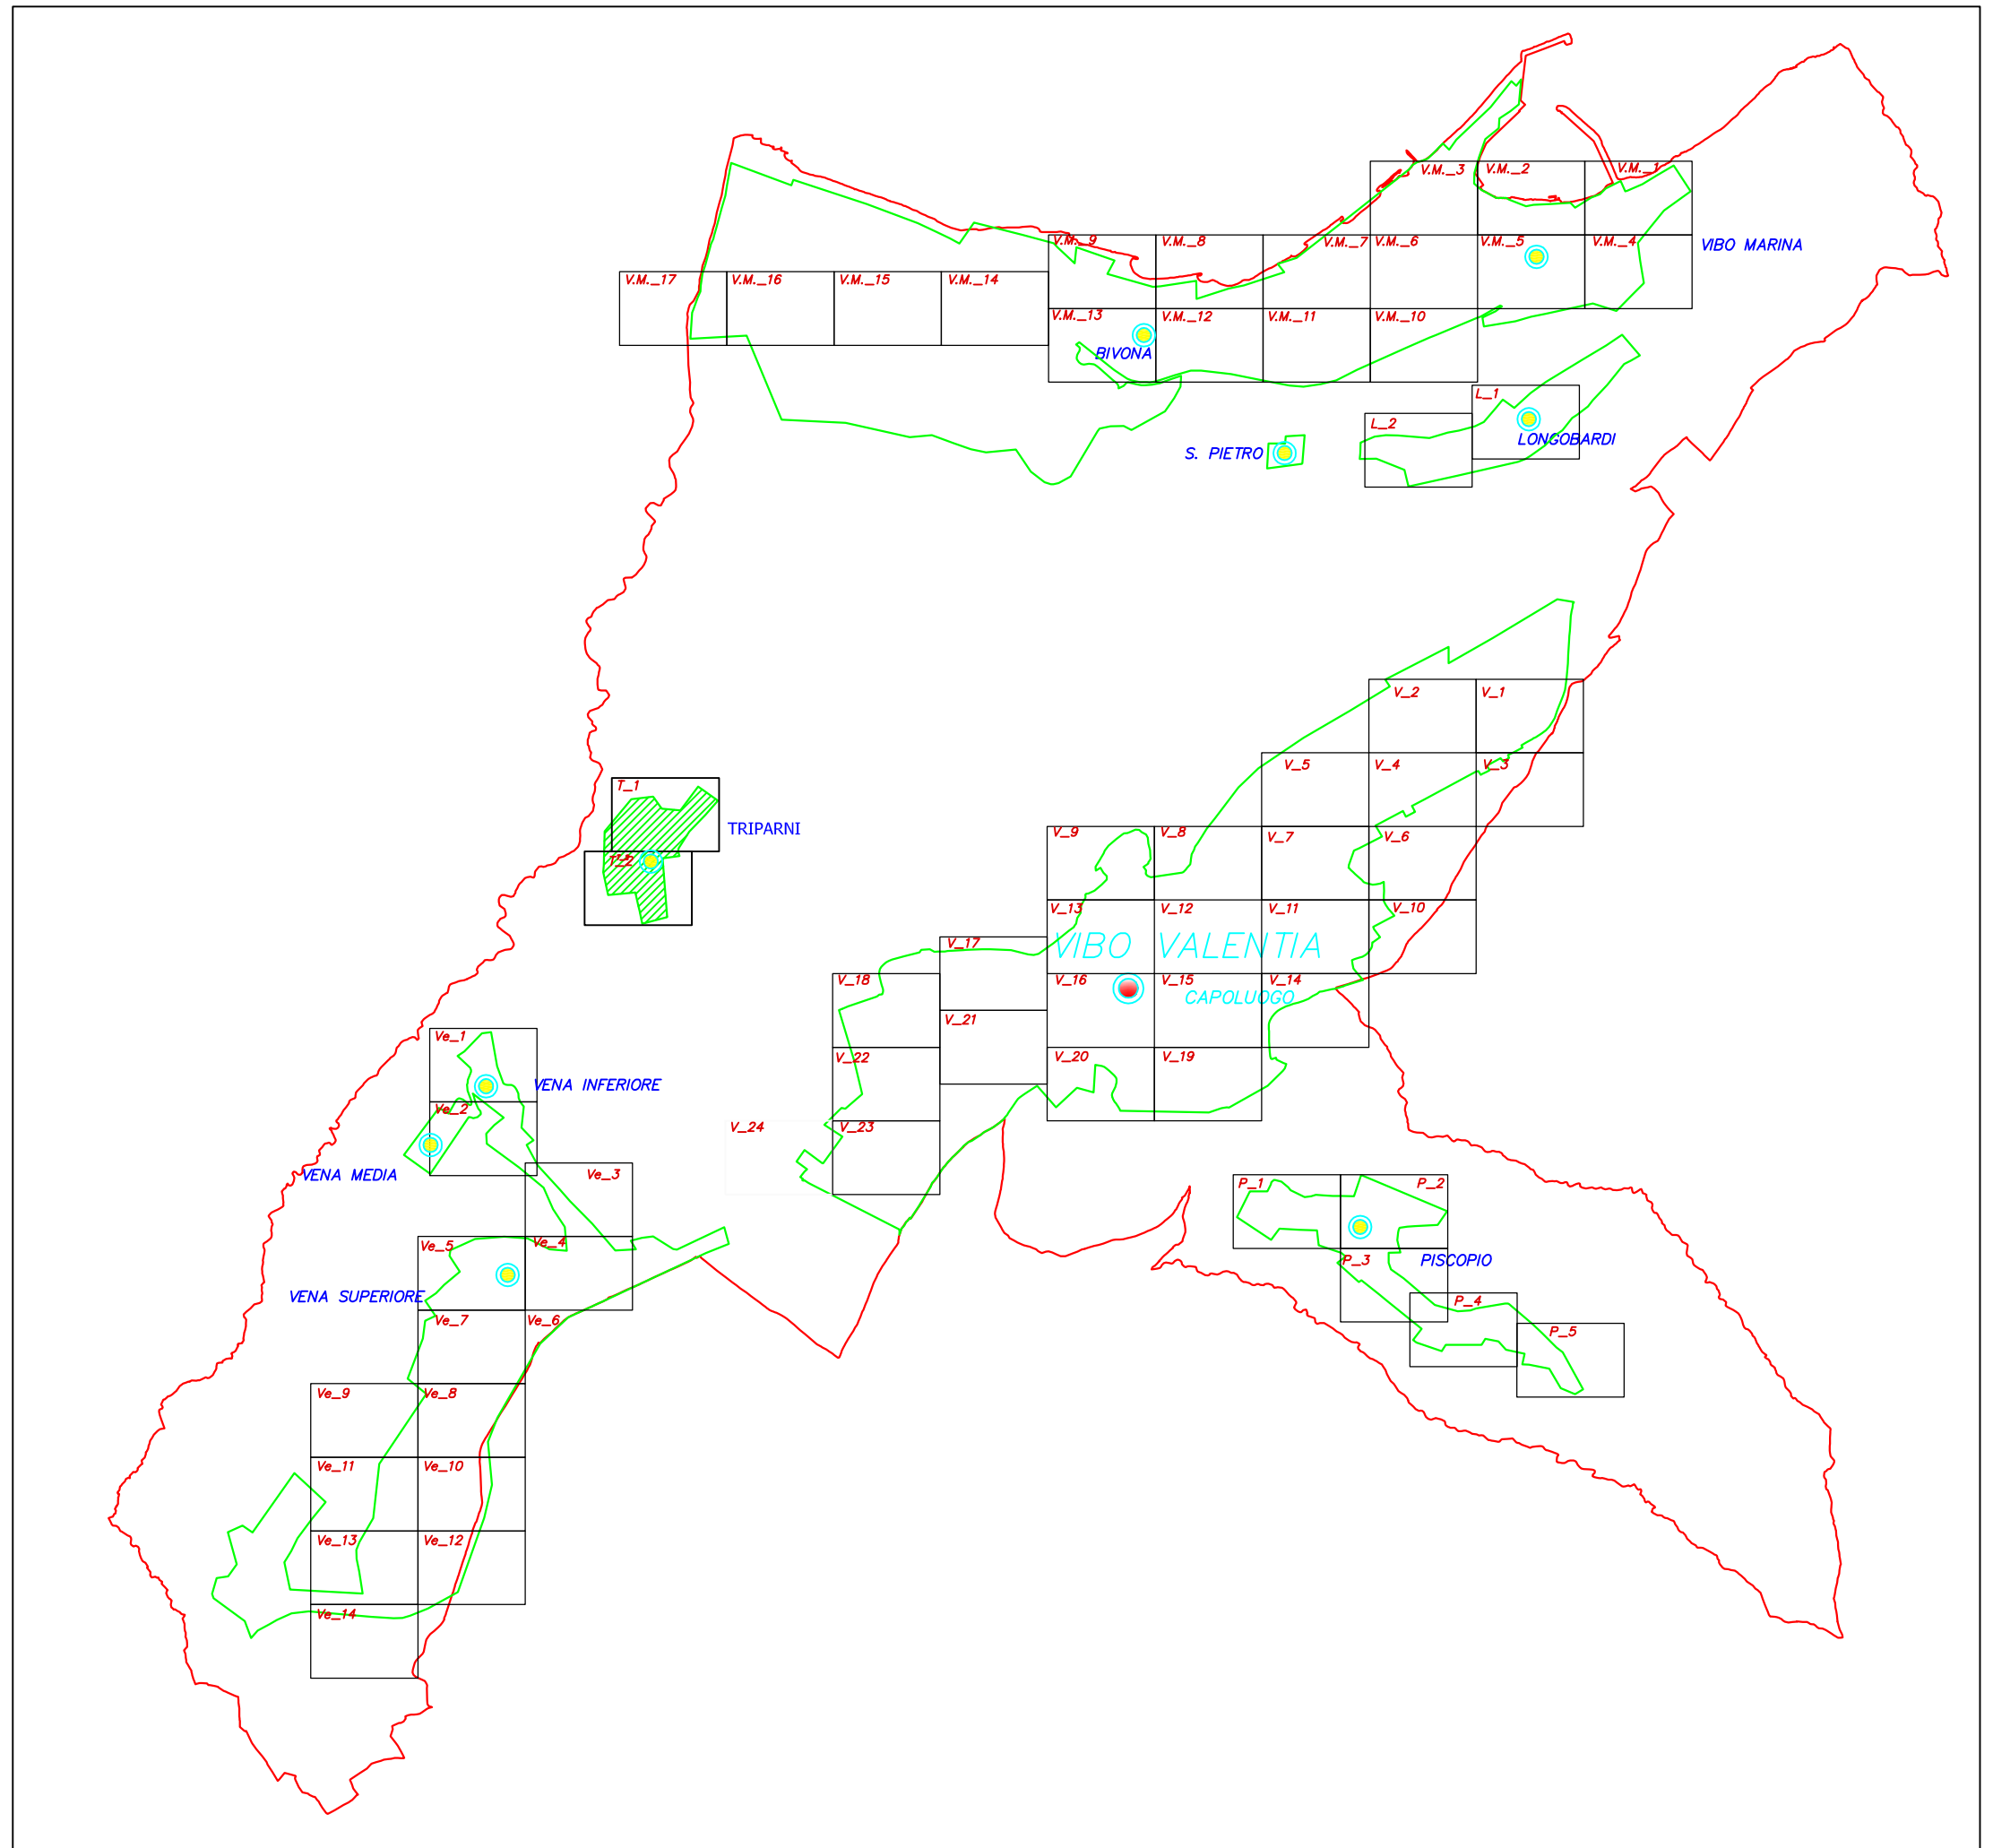 V.M._3
V.M._2
V.M._1
V.M._9
V.M._8
V.M._7
V.M._6
V.M._5
V.M._4
VIBO MARINA
V.M._17
V.M._16
V.M._15
V.M._14
V.M._13
V.M._12
V.M._11
V.M._10
BIVONA
L_1
L_2
LONGOBARDI
S. PIETRO
V_2
V_1
V_5
V_4
V_3
T_1
TRIPARNI
T_2
V_9
V_8
V_7
V_6
V_13
V_12
V_11
V_10
VIBO VALENTIA
V_17
V_18
V_16
V_15
V_14
CAPOLUOGO
V_21
Ve_1
V_22
V_20
V_19
VENA INFERIORE
Ve_2
V_24
V_23
VENA MEDIA
Ve_3
P_1
P_2
Ve_5
Ve_4
P_3
PISCOPIO
VENA SUPERIORE
P_4
Ve_7
Ve_6
P_5
Ve_9
Ve_8
Ve_11
Ve_10
Ve_13
Ve_12
Ve_14